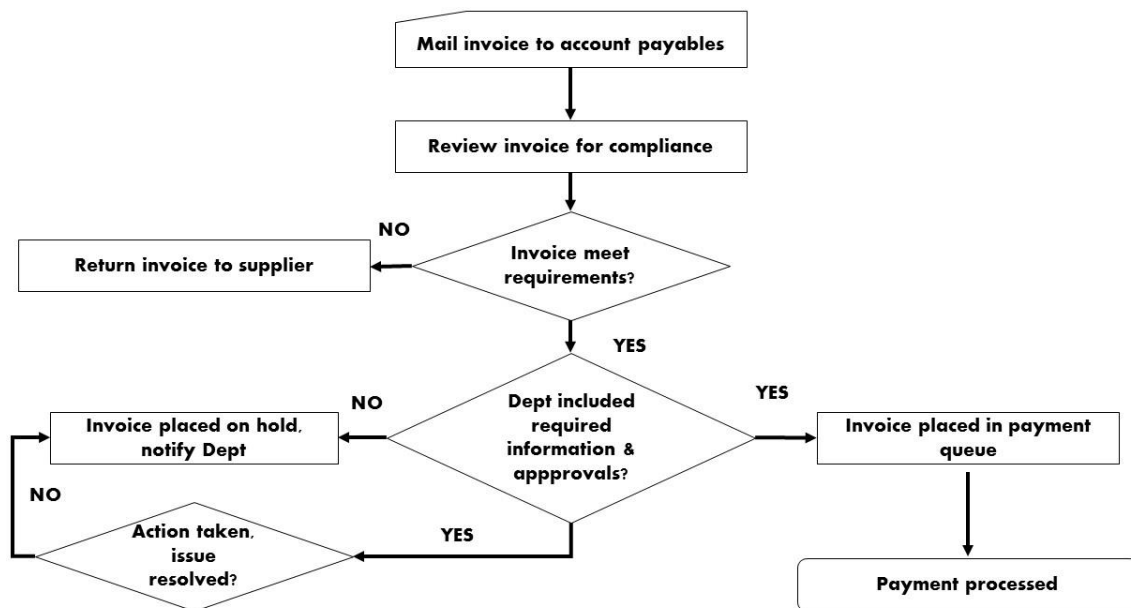 Mail invoice to account payables
Review invoice for compliance
NO
Invoice meet
requirements?
Return invoice to supplier
YES
Dept included
required
information &
appprovals?
NO
YES
Invoice placed on hold,
notify Dept
Invoice placed in payment
queue
NO
Action taken,
issue
resolved?
YES
Payment processed